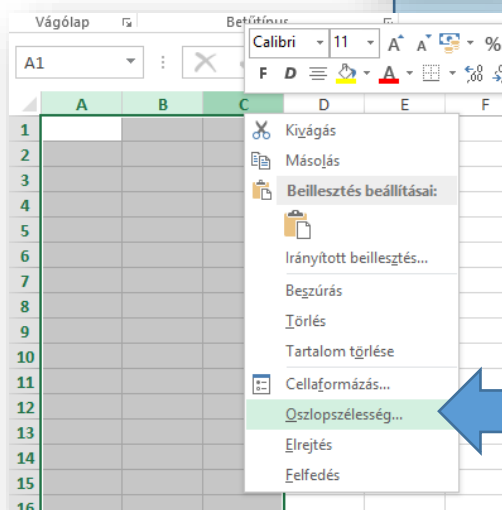 Vágólap Betűtípus
Calibri 11 A A %
A1
F D A
A B C D E F
1 Kivágás
2 Másolás
3 Beillesztés beállításai:
4
5
6 Irányított beillesztés...
7 Beszúrás
8
9 Törlés
10 Tartalom törlése
11 Cellaformázás...
12 Oszlopszélesség...
13 Elrejtés
14
15 Felfedés
16